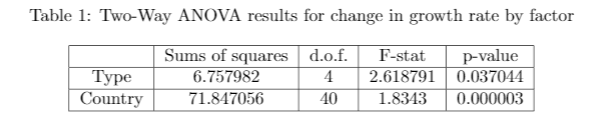 Table 1: Two-Way ANOVA results for change in growth rate by factor
Sums of squares d.o.f. F-stat p-value
Type 6.757982 4 2.618791 0.037044
Country 71.847056 40 1.8343 0.000003